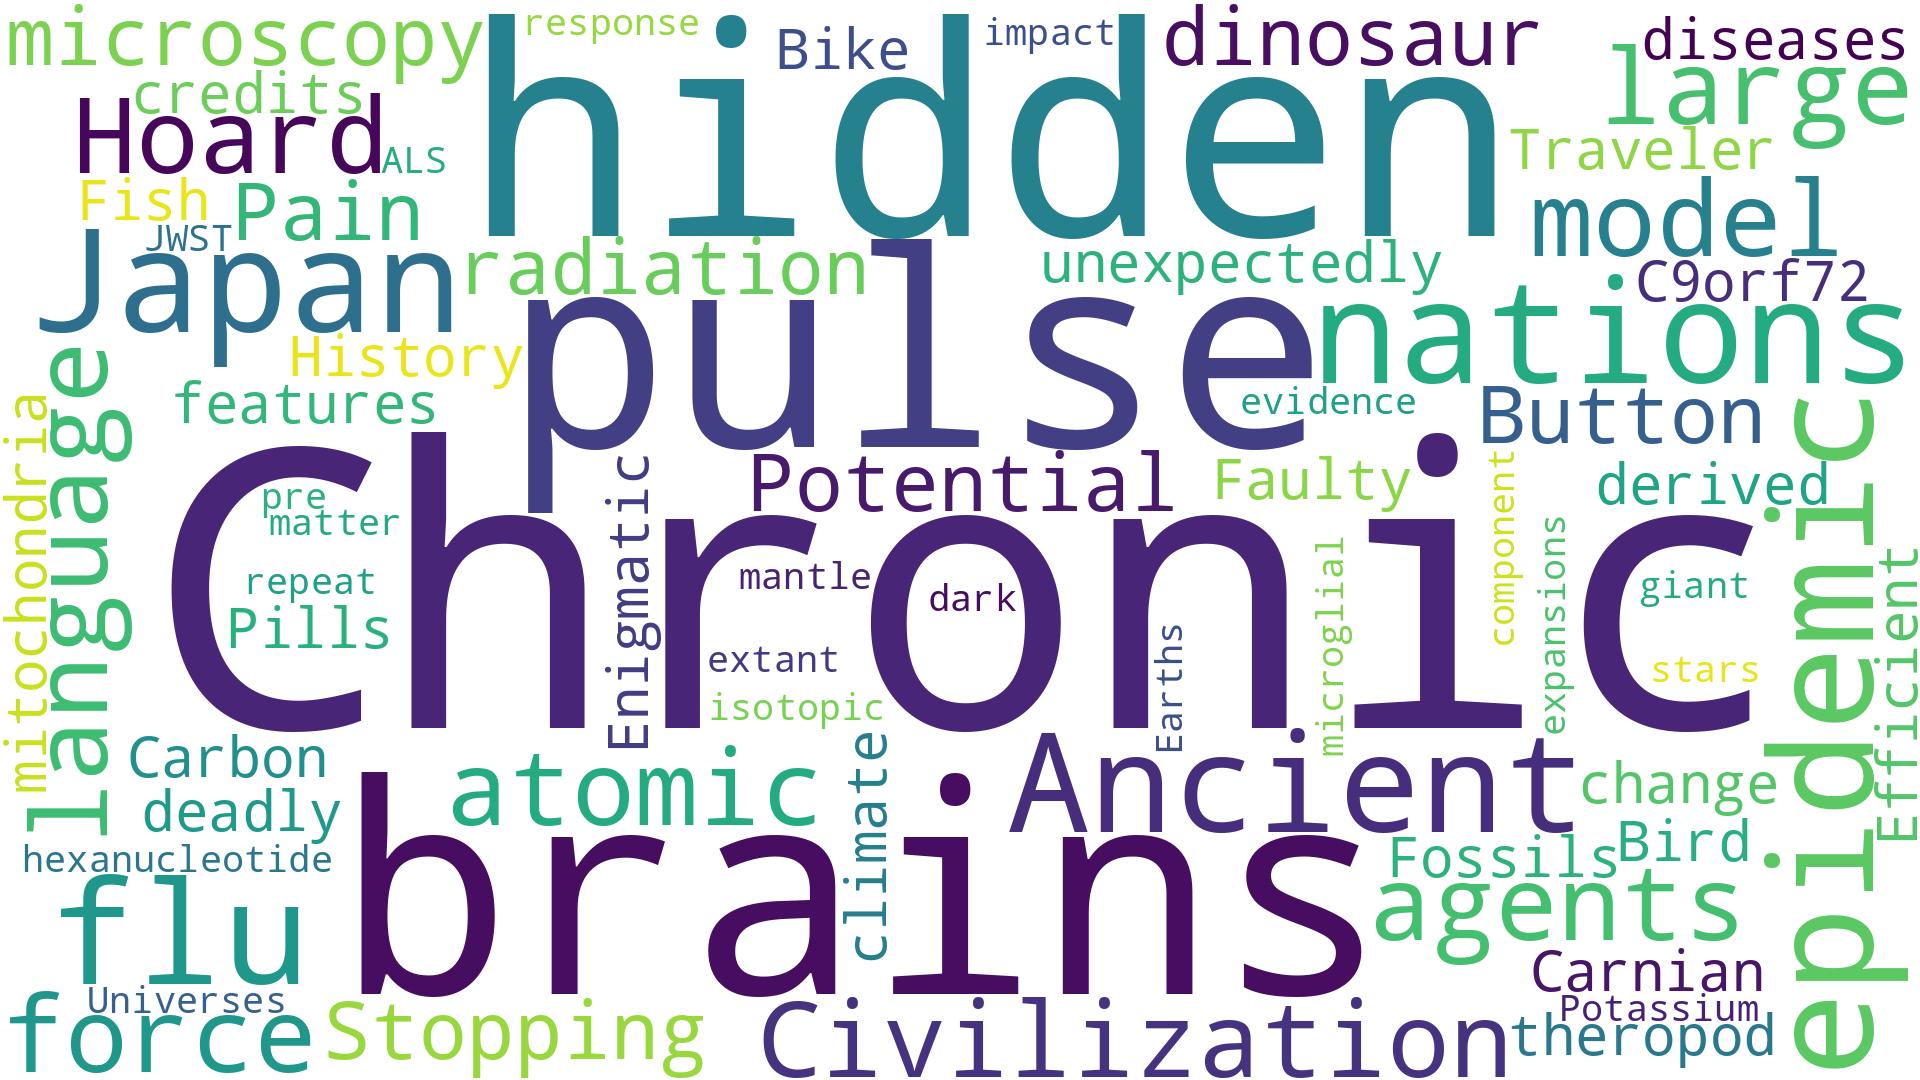 microscopy
response
hidden
Bike
impact
dinosaur
diseases
credits
large
Hoard
ALS
Traveler
Fish
Pain
model
JWST
Japan
radiation
unexpectedly
C9orf72
pulse
nations
History
features
evidence
Button
language
mitochondria
Chronic
Potential
Faulty
derived
epidemic
pre
matter
Enigmatic
component
expansions
repeat
mantle
dark
giant
Pills
microglial
Efficient
extant
Earths
stars
isotopic
Carbon
atomic
climate
Ancient
change
deadly
brains
Bird
hexanucleotide
Fossils
flu
agents
Carnian
Universes
Potassium
force
Stopping
Civilization
theropod